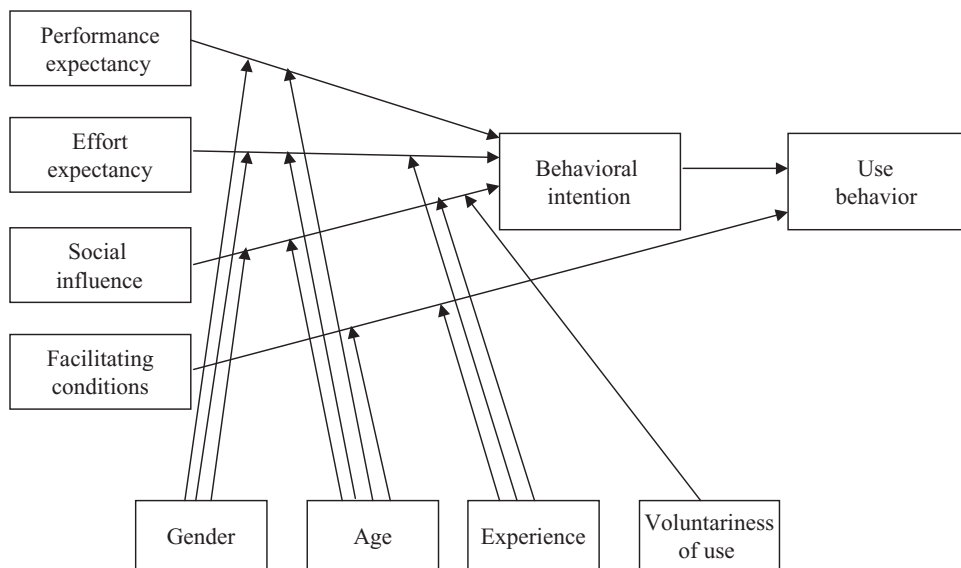 Performance
expectancy
Effort
expectancy
Social
influence
Facilitating
conditions
Behavioral
intention
Use
behavior
Gender
Age
Experience
Voluntariness
of use